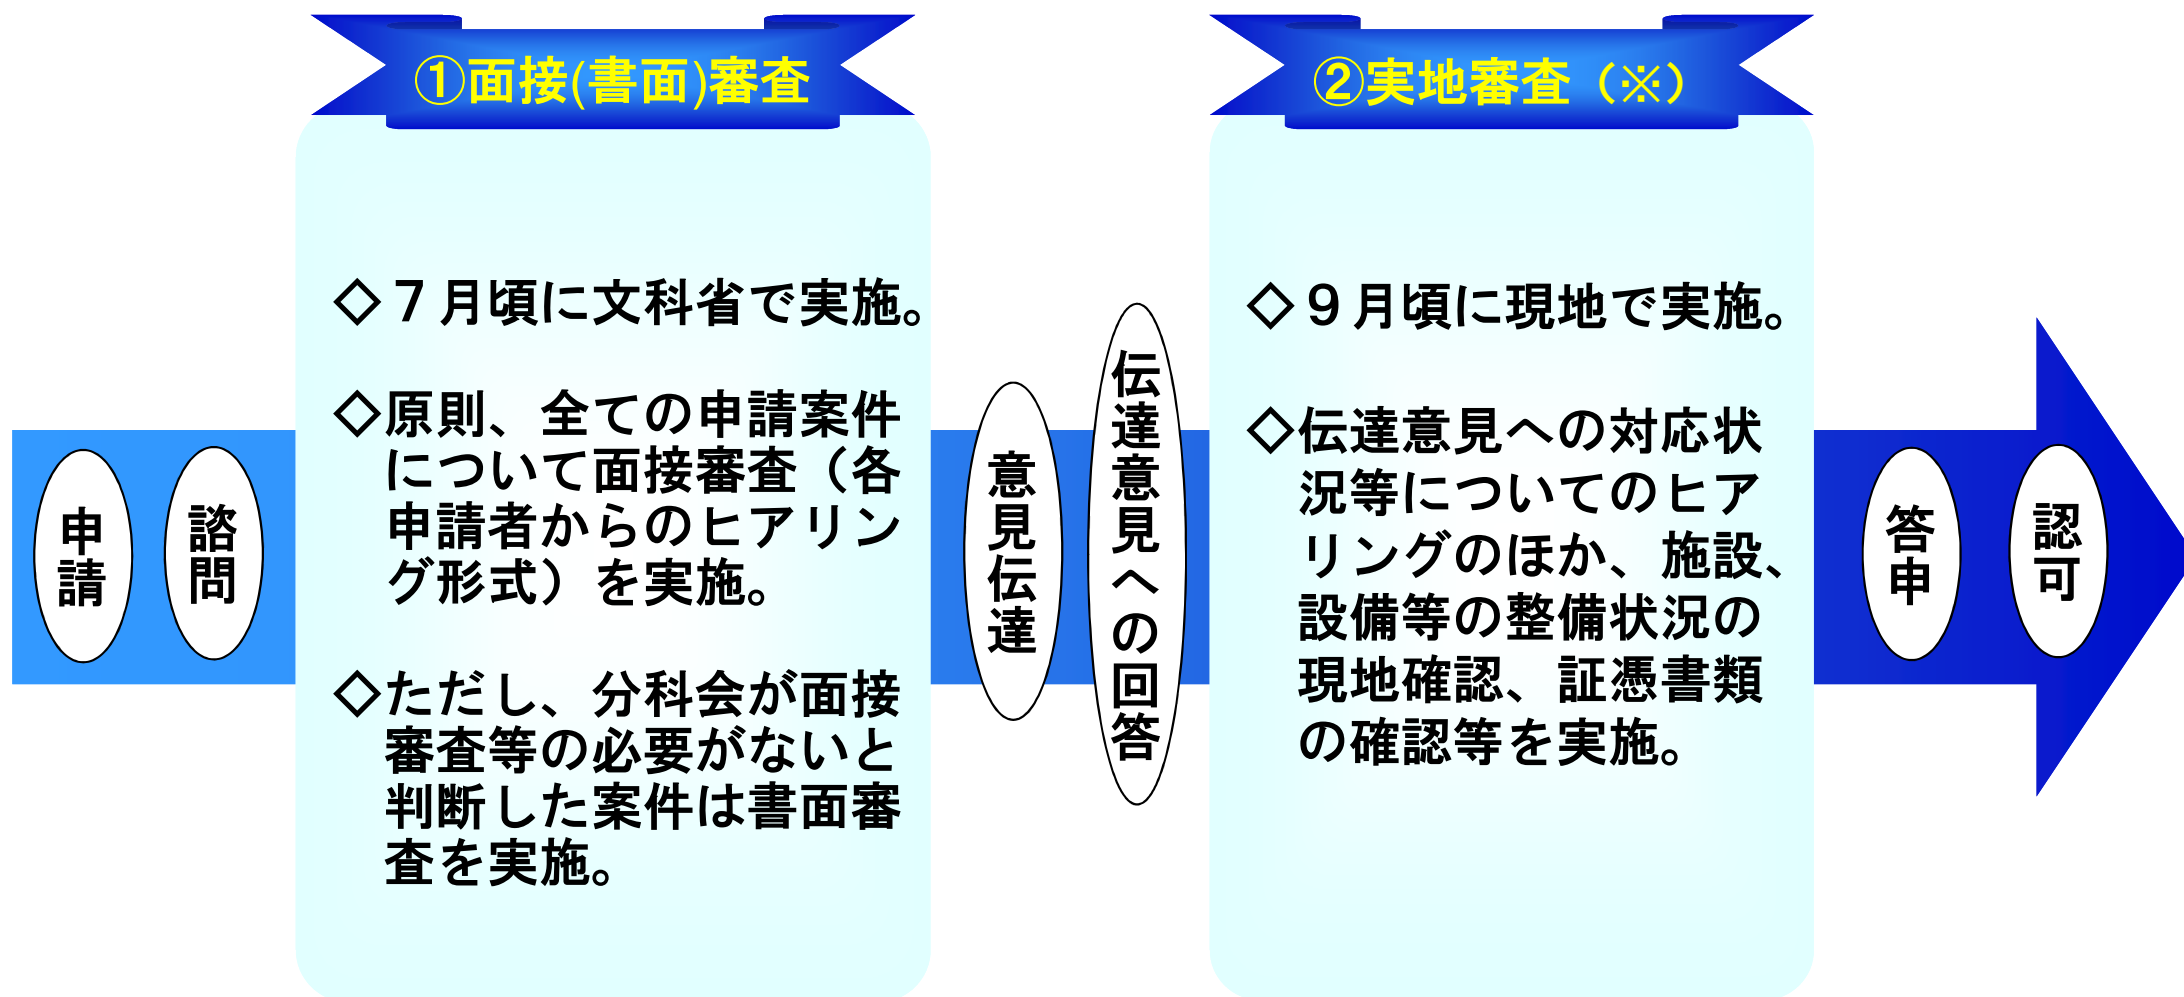 申請
諮問
①面接(書面)審査
◇７月頃に文科省で実施。
◇原則、全ての申請案件
について面接審査（各
申請者からのヒアリン
グ形式）を実施。
◇ただし、分科会が面接
審査等の必要がないと
判断した案件は書面審
査を実施。
意見伝達
伝達意見への回答
②実地審査（※）
◇９月頃に現地で実施。
◇伝達意見への対応状
況等についてのヒア
リングのほか、施設、
設備等の整備状況の
現地確認、証憑書類
の確認等を実施。
答申
認可